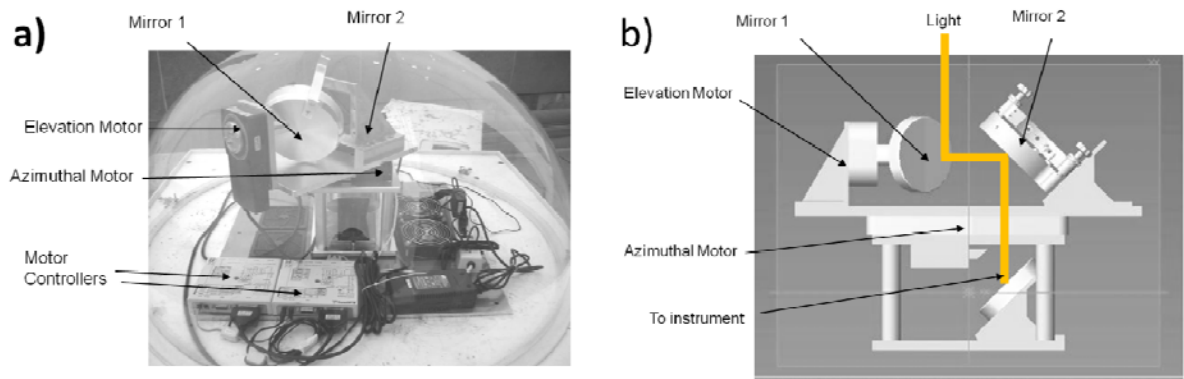 a)
Mirror 1
Mirror 2
Elevation Motor
Azimuthal Motor
Motor
Controllers
b)
Mirror 1
Light
Mirror 2
Elevation Motor
Azimuthal Motor
To instrument